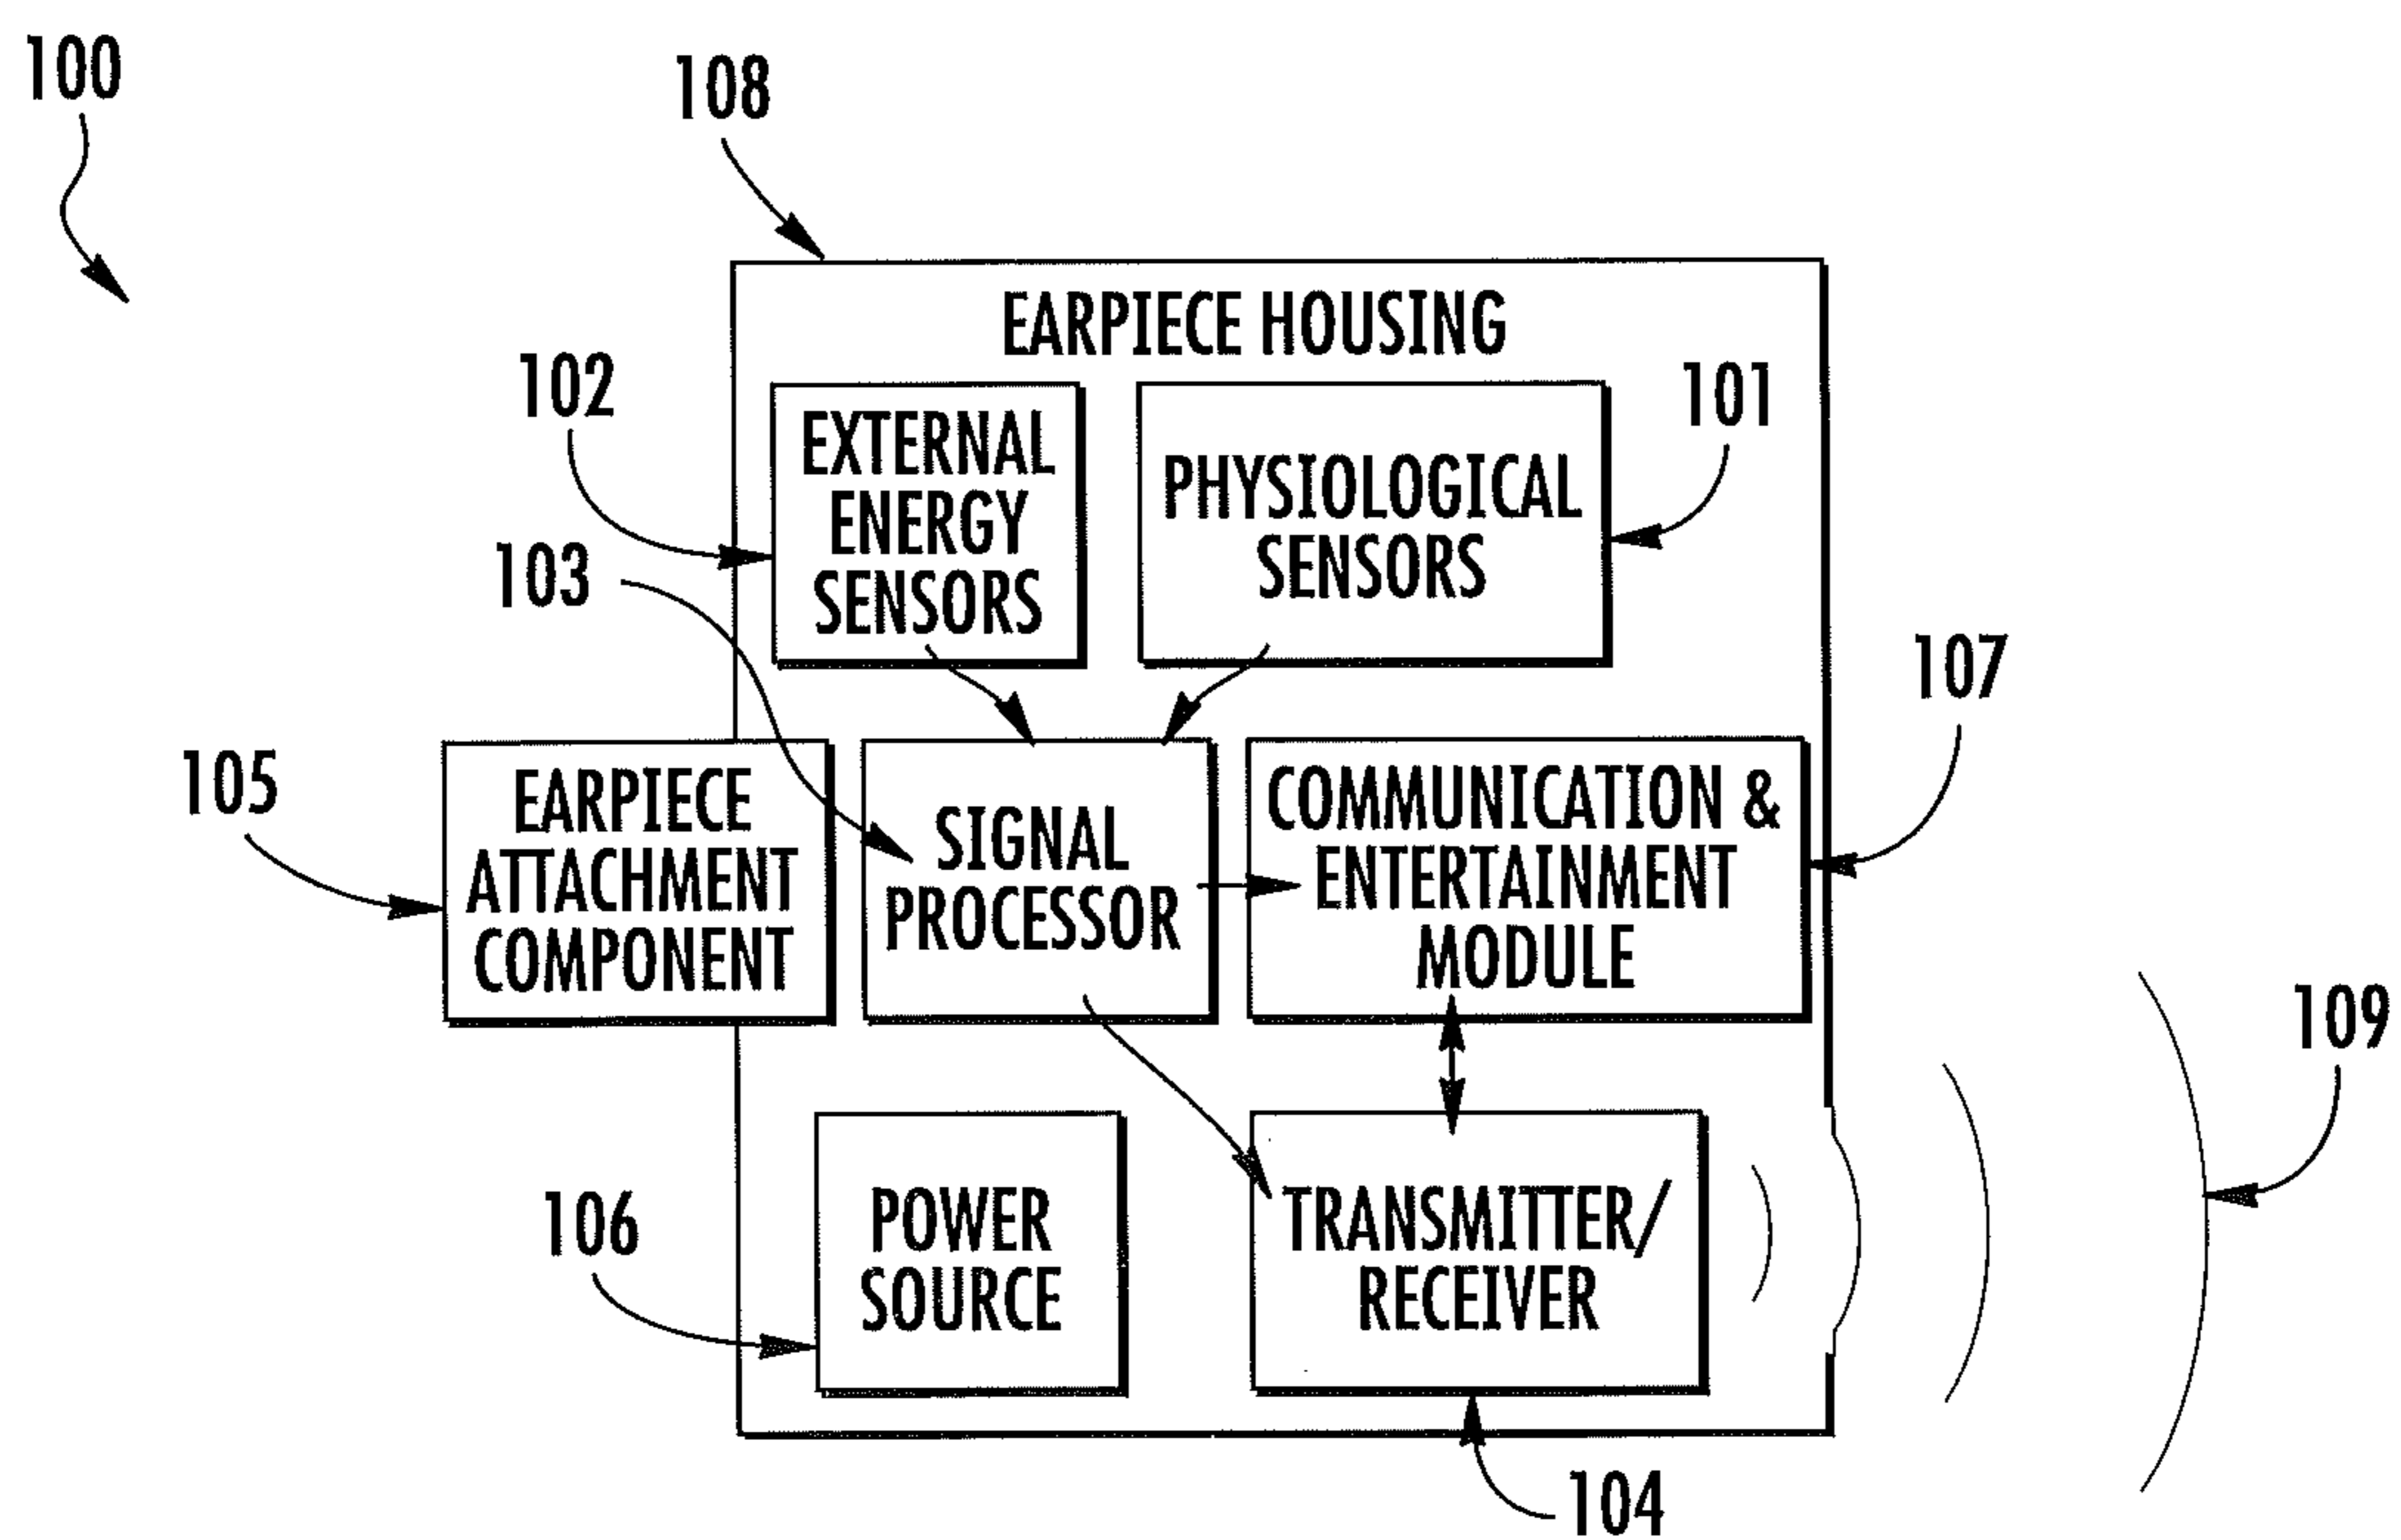 100
108
EARPIECE HOUSING
102
101
EXTERNAL
ENERGY
SENSORS
PHYSIOLOGICAL
SENSORS
103
107
105
EARPIECE
ATTACHMENT
COMPONENT
SIGNAL
PROCESSOR
COMMUNICATION &
ENTERTAINMENT
MODULE
109
106
POWER
SOURCE
TRANSMITTER/
RECEIVER
104